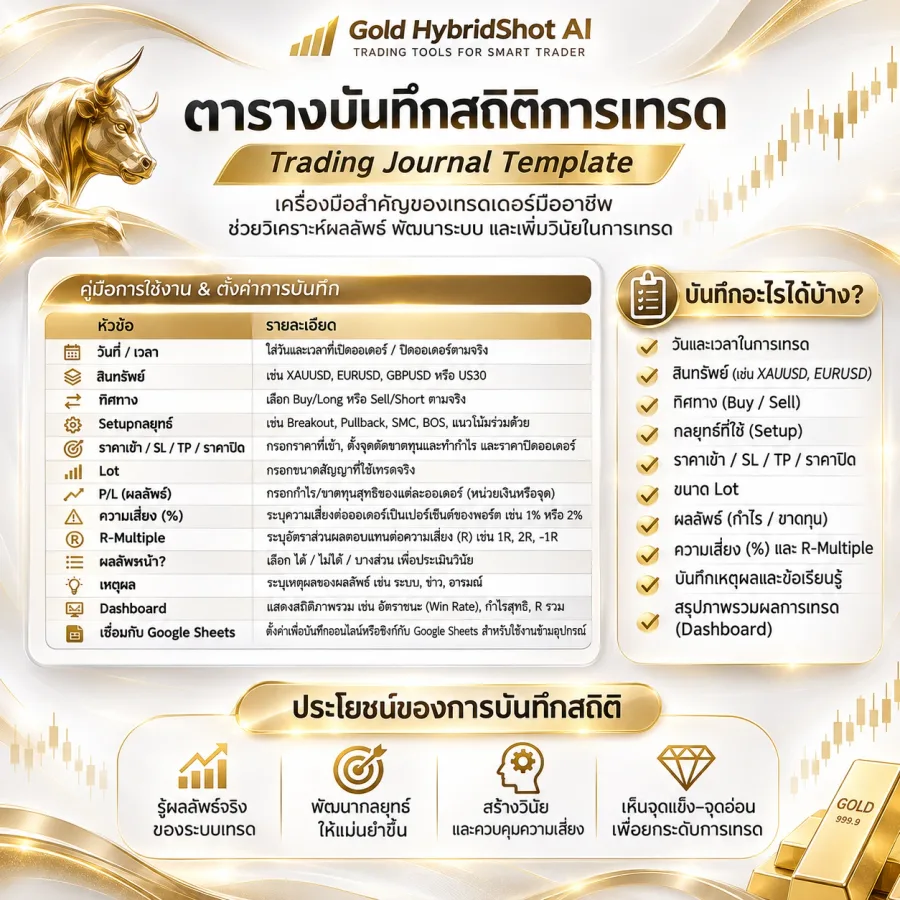 Gold HybridShot AI
TRADING TOOLS FOR SMART TRADER
ตารางบันทึกสถิติการเทรด
Trading Journal Template
เครื่องมือสำคัญของเทรดเดอร์มืออาชีพ
ช่วยวิเคราะห์ผลลัพธ์ พัฒนาระบบ และเพิ่มวินัยในการเทรด
คู่มือการใช้งาน & ตั้งค่าการบันทึก
หัวข้อ รายละเอียด
วันที่ / เวลา ใส่วันและเวลาที่เปิดออเดอร์ / ปิดออเดอร์ตามจริง
สินทรัพย์ เช่น XAUUSD, EURUSD, GBPUSD หรือ US30
ทิศทาง เลือก Buy/Long หรือ Sell/Short ตามจริง
Setupกลยุทธ์ เช่น Breakout, Pullback, SMC, BOS, แนวโน้มร่วมด้วย
ราคาเข้า / SL / TP / ราคาปิด กรอกราคาที่เข้า, ตั้งจุดตัดขาดทุนและทำกำไร และราคาปิดออเดอร์
Lot กรอกขนาดสัญญาที่ใช้เทรดจริง
P/L (ผลลัพธ์) กรอกกำไร/ขาดทุนสุทธิของแต่ละออเดอร์ (หน่วยเงินหรือจุด)
ความเสี่ยง (%) ระบุความเสี่ยงต่อออเดอร์เป็นเปอร์เซ็นต์ของพอร์ต เช่น 1% หรือ 2%
R-Multiple ระบุอัตราส่วนผลตอบแทนต่อความเสี่ยง (R) เช่น 1R, 2R, -1R
เลือก ได้ / ไม่ได้ / บางส่วน เพื่อประเมินวินัย
เหตุผล ระบุเหตุผลของผลลัพธ์ เช่น ระบบ, ข่าว, อารมณ์
Dashboard แสดงสถิติภาพรวม เช่น อัตราชนะ (Win Rate), กำไรสุทธิ, R รวม
เชื่อมกับ Google Sheets ตั้งค่าเพื่อบันทึกออนไลน์หรือซิงก์กับ Google Sheets สำหรับใช้งานข้ามอุปกรณ์
บันทึกอะไรได้บ้าง?
วันและเวลาในการเทรด
สินทรัพย์ (เช่น XAUUSD, EURUSD)
ทิศทาง (Buy / Sell)
กลยุทธ์ที่ใช้ (Setup)
ราคาเข้า / SL / TP / ราคาปิด
ขนาด Lot
ผลลัพธ์ (กำไร / ขาดทุน)
ความเสี่ยง (%) และ R-Multiple
บันทึกเหตุผลและข้อเรียนรู้
สรุปภาพรวมผลการเทรด
(Dashboard)
ประโยชน์ของการบันทึกสถิติ
รู้ผลลัพธ์จริง
ของระบบเทรด
พัฒนากลยุทธ์
ให้แม่นยำขึ้น
สร้างวินัย
และควบคุมความเสี่ยง
เห็นจุดแข็ง-จุดอ่อน
เพื่อยกระดับการเทรด
GOLD
999.9